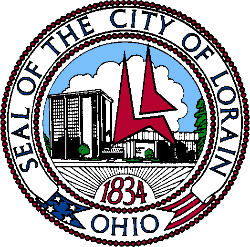 SEAL OF THE CITY OF LORAIN
1834
OHIO